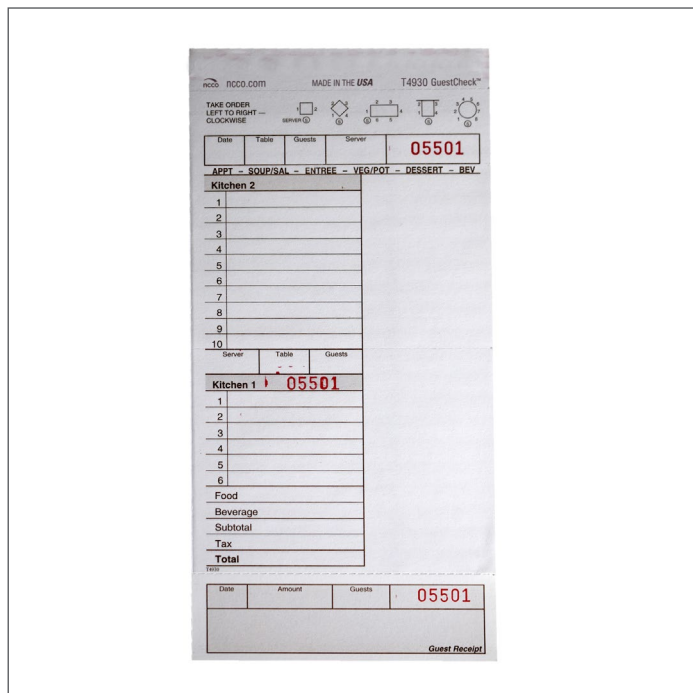 ncco ncco.com MADE IN THE USA T4930 GuestCheck™
TAKE ORDER
LEFT TO RIGHT —
CLOCKWISE
SERVER S
Date Table Guests Server 05501
APPT – SOUP/SAL – ENTREE – VEG/POT – DESSERT – BEV
Kitchen 2
1
2
3
4
5
6
7
8
9
10
Server Table Guests
Kitchen 1 05501
1
2
3
4
5
6
Food
Beverage
Subtotal
Tax
Total
T4930
Date Amount Guests 05501
Guest Receipt